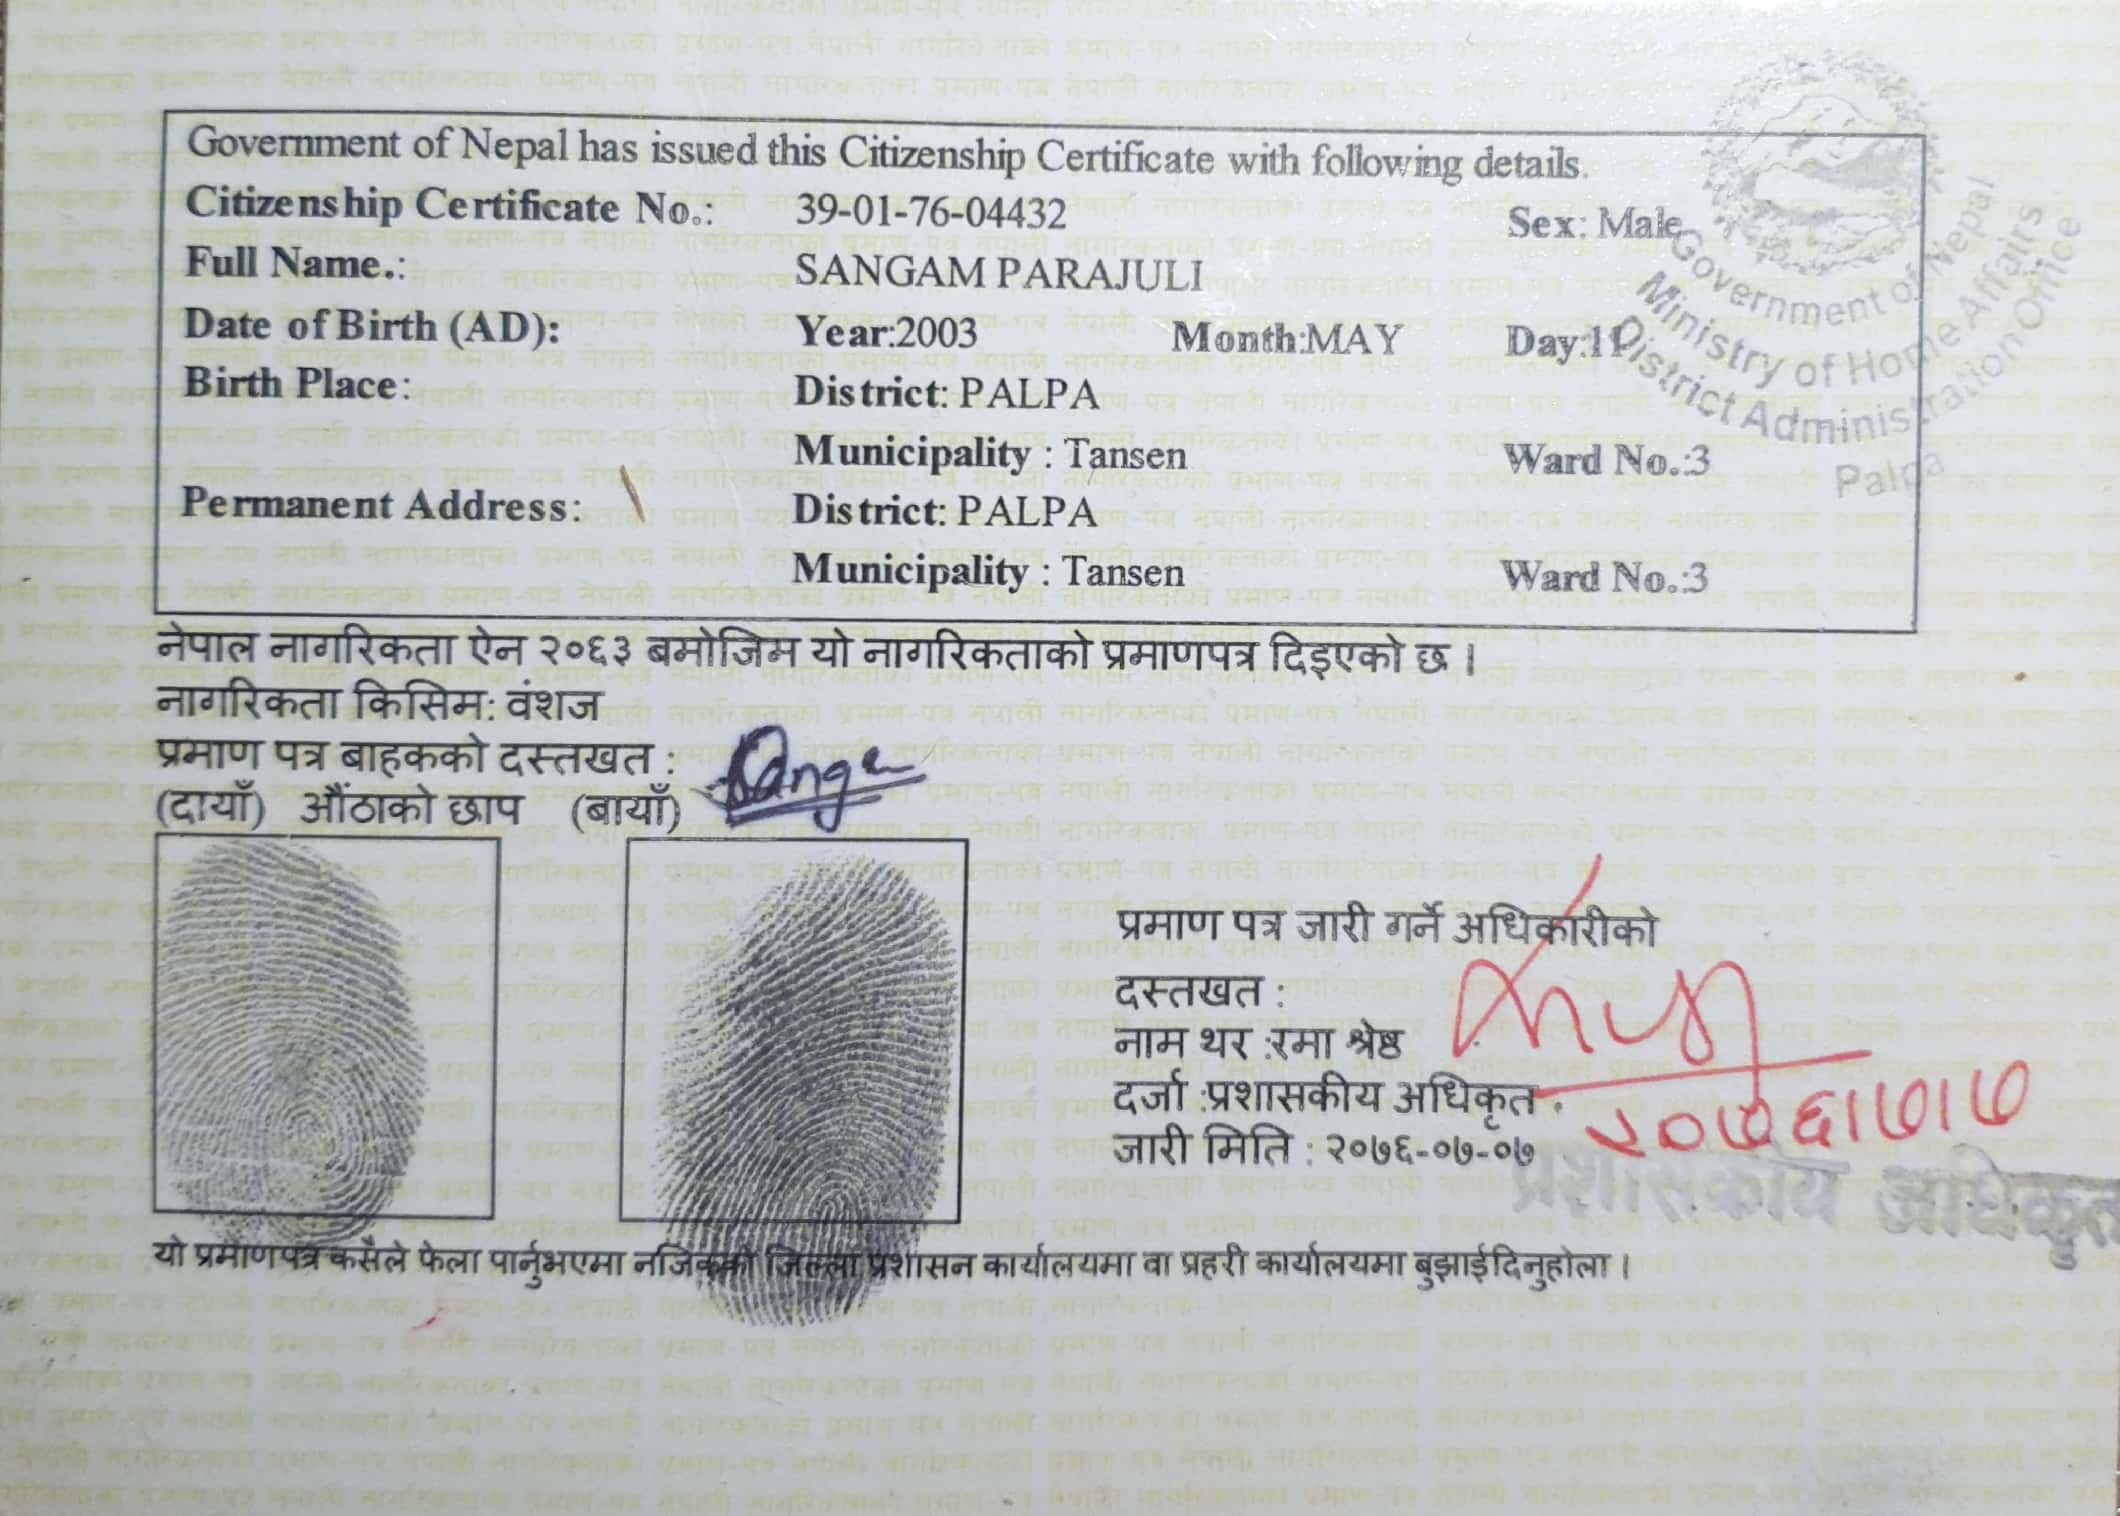 Government of Nepal has issued this Citizenship Certificate with following details.
Citizenship Certificate No.: 39-01-76-04432 Sex: Male
Full Name.: SANGAM PARAJULI
Date of Birth (AD): Year:2003 Month:MAY Day:11
Birth Place: District: PALPA
Municipality : Tansen Ward No.:3
Permanent Address: District: PALPA
Municipality : Tansen Ward No.:3
Government of Nepal
Ministry of Home Affairs
District Administration Office
Palpa
नेपाल नागरिकता ऐन २०६३ बमोजिम यो नागरिकताको प्रमाणपत्र दिइएको छ ।
नागरिकता किसिम: वंशज
प्रमाण पत्र बाहकको दस्तखत :
(दायाँ) औंठाको छाप (बायाँ)
प्रमाण पत्र जारी गर्ने अधिकारीको
दस्तखत :
नाम थर :रमा श्रेष्ठ
दर्जा :प्रशासकीय अधिकृत
२०७६।७।७
जारी मिति : २०७६-०७-०७
प्रशासकीय अधिकृत
यो प्रमाणपत्र कसैले फेला पार्नुभएमा नजिकको जिल्ला प्रशासन कार्यालयमा वा प्रहरी कार्यालयमा बुझाईदिनुहोला ।